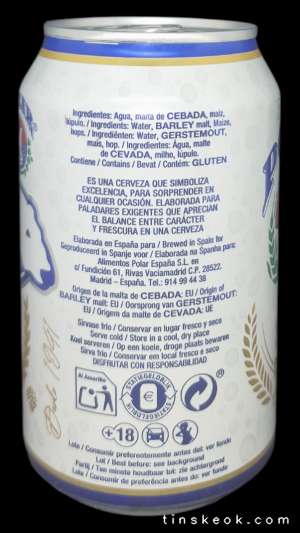 Ingredientes: Agua, malta de CEBADA, maíz,
lúpulo. / Ingredients: Water, BARLEY malt, Maize,
hops. / Ingrediënten: Water, GERSTEMOUT,
mais, hop. / Ingredientes: Água, malte
de CEVADA, milho, lúpulo.
Contiene / Contains / Bevat / Contém: GLUTEN
ES UNA CERVEZA QUE SIMBOLIZA
EXCELENCIA, PARA SORPRENDER EN
CUALQUIER OCASIÓN. ELABORADA PARA
PALADARES EXIGENTES QUE APRECIAN
EL BALANCE ENTRE CARÁCTER
Y FRESCURA EN UNA CERVEZA
Elaborada en España para / Brewed in Spain for
Geproduceerd in Spanje voor / Elaborada na Spanha para:
Alimentos Polar España S.L. en
c/ Fundición 61, Rivas Vaciamadrid C.P. 28522.
Madrid – España. Tel.: 914 99 44 38
Origen de la malta de CEBADA: EU / Origin of
BARLEY malt: EU / Oorsprong van GERSTEMOUT:
EU / Origem da malta de CEVADA: UE
Sírvase frío / Conservar en lugar fresco y seco
Serve cold / Store in a cool, dry place
Koel serveren / Op een koele, droge plaats bewaren
Sirva frio / Conservar em local fresco e seco
DISFRUTAR CON RESPONSABILIDAD
Al Amarillo
STATIEGELDBLIK
€
STATIEGELDBLIK
+18
Lote / Consumir preferentemente antes del: ver fondo
Lot / Best before: see background
Partij / Ten minste houdbaar tot: zie achtergrond
Lote / Consumir de preferência antes do: ver fundo
tinskeok.com